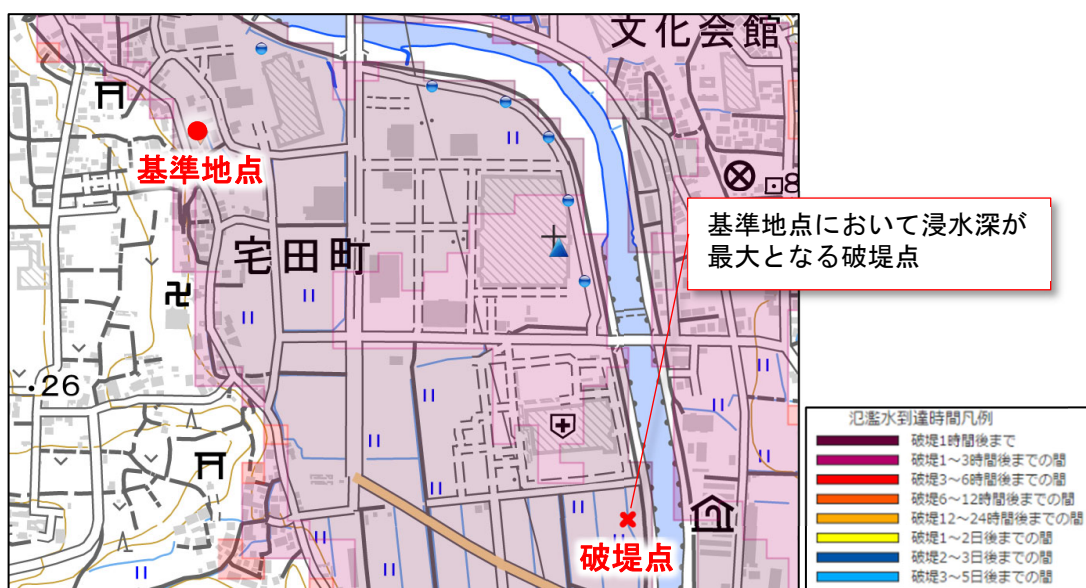 文化会館
基準地点
8
基準地点において浸水深が
最大となる破堤点
宅田町
26
破堤点
氾濫水到達時間凡例
破堤1時間後まで
破堤1～3時間後までの間
破堤3～6時間後までの間
破堤6～12時間後までの間
破堤12～24時間後までの間
破堤1～2日後までの間
破堤2～3日後までの間
破堤3～5日後までの間